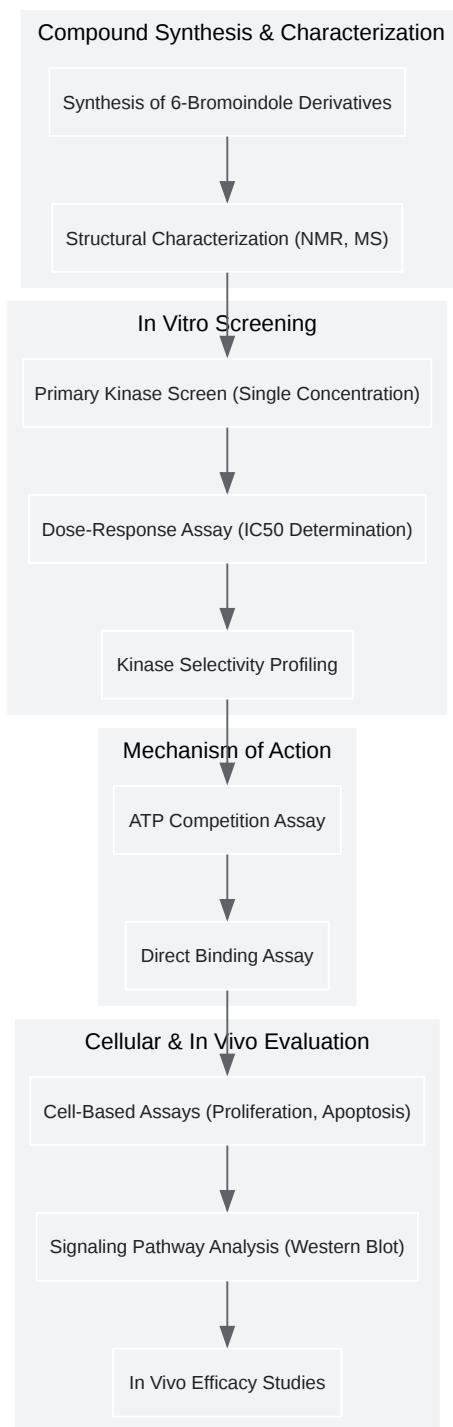 Compound Synthesis & Characterization
Synthesis of 6-Bromoindole Derivatives
Structural Characterization (NMR, MS)
In Vitro Screening
Primary Kinase Screen (Single Concentration)
Dose-Response Assay (IC50 Determination)
Kinase Selectivity Profiling
Mechanism of Action
ATP Competition Assay
Direct Binding Assay
Cellular & In Vivo Evaluation
Cell-Based Assays (Proliferation, Apoptosis)
Signaling Pathway Analysis (Western Blot)
In Vivo Efficacy Studies